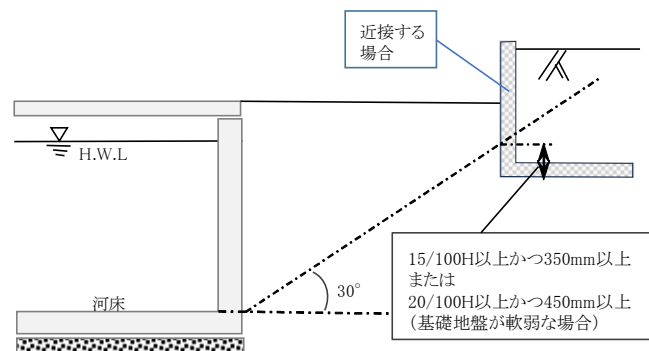 近接する
場合
H.W.L
河床
30°
15/100H以上かつ350mm以上
または
20/100H以上かつ450mm以上
（基礎地盤が軟弱な場合）